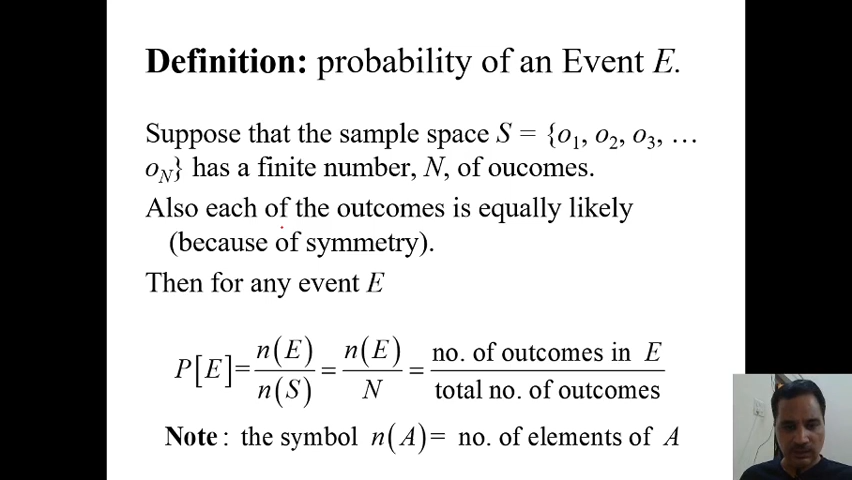 Definition: probability of an Event E.
Suppose that the sample space S = {o₁, o₂, o₃, …
oN} has a finite number, N, of oucomes.
Also each of the outcomes is equally likely
(because of symmetry).
Then for any event E
P[E]= n(E)/n(S) = n(E)/N = no. of outcomes in E/total no. of outcomes
Note : the symbol n(A)= no. of elements of A